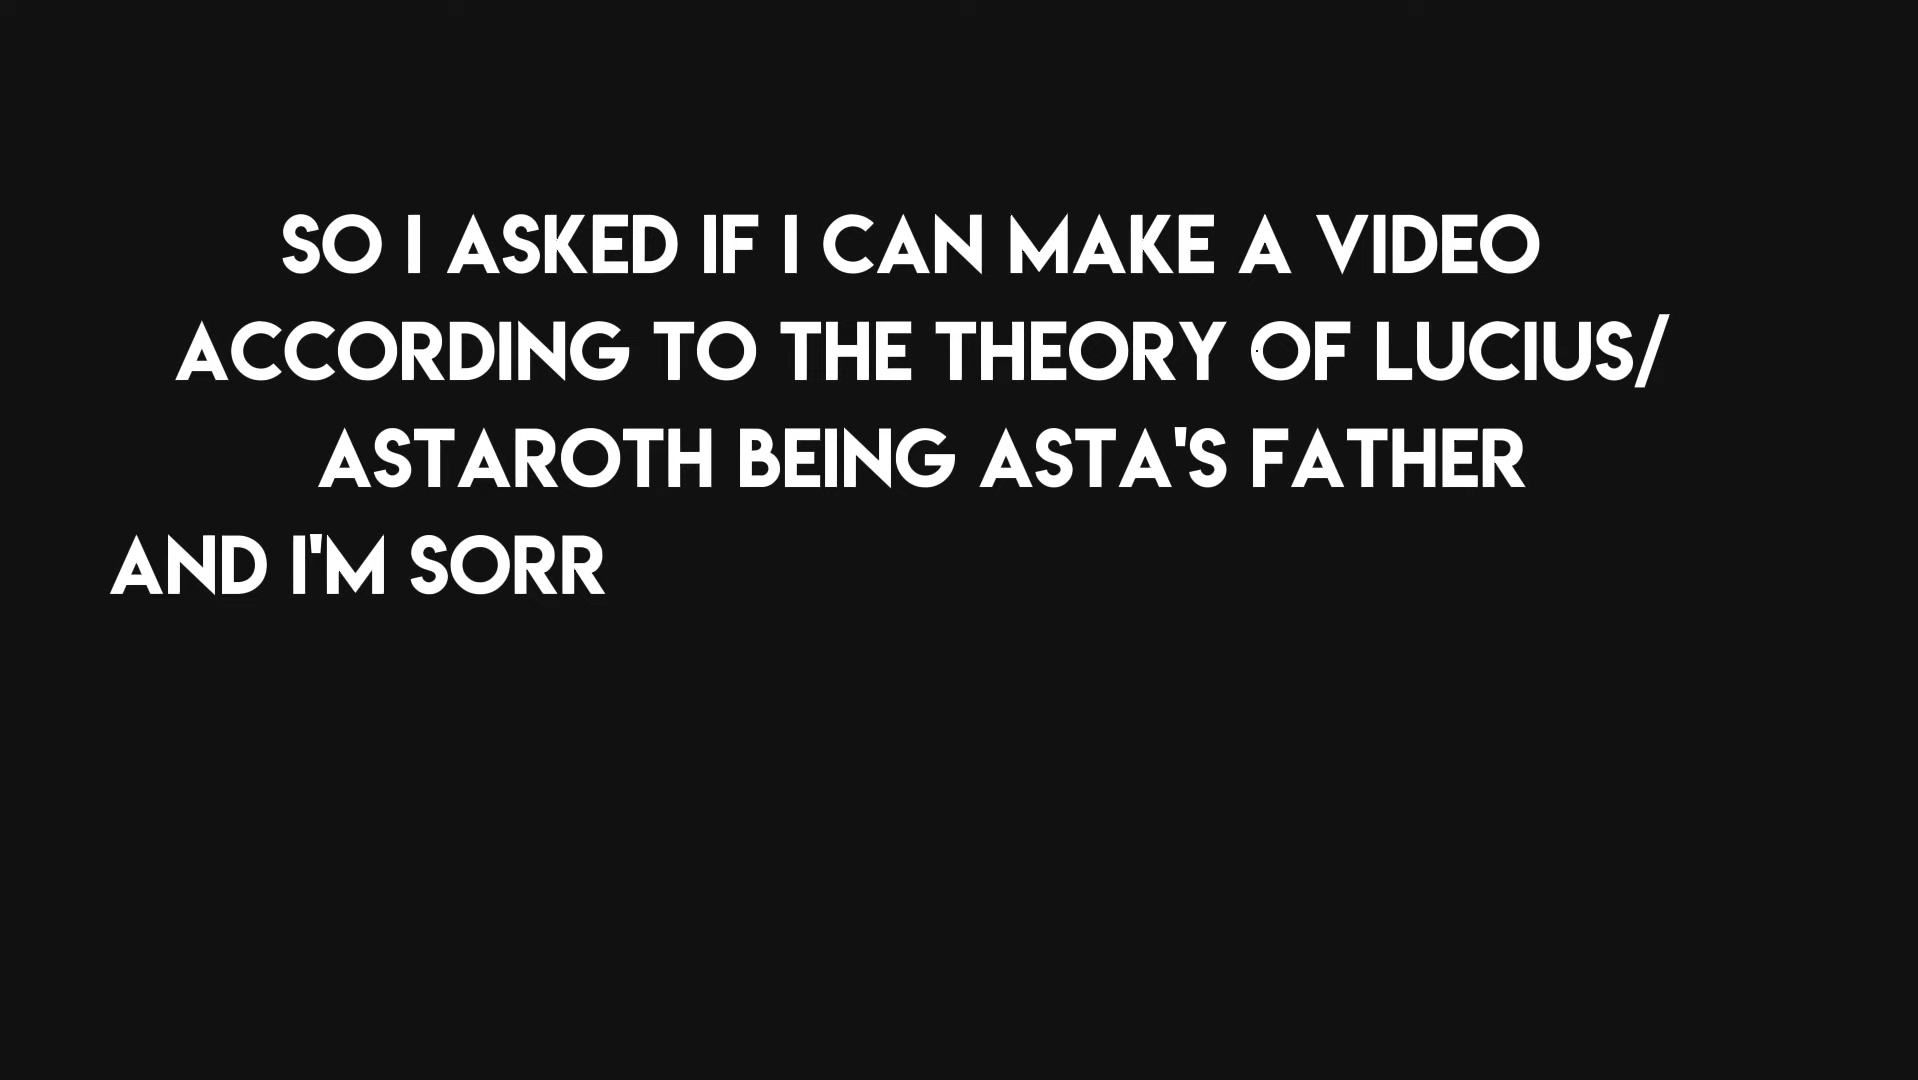 SO I ASKED IF I CAN MAKE A VIDEO
ACCORDING TO THE THEORY OF LUCIUS/
ASTAROTH BEING ASTA'S FATHER
AND I'M SORR